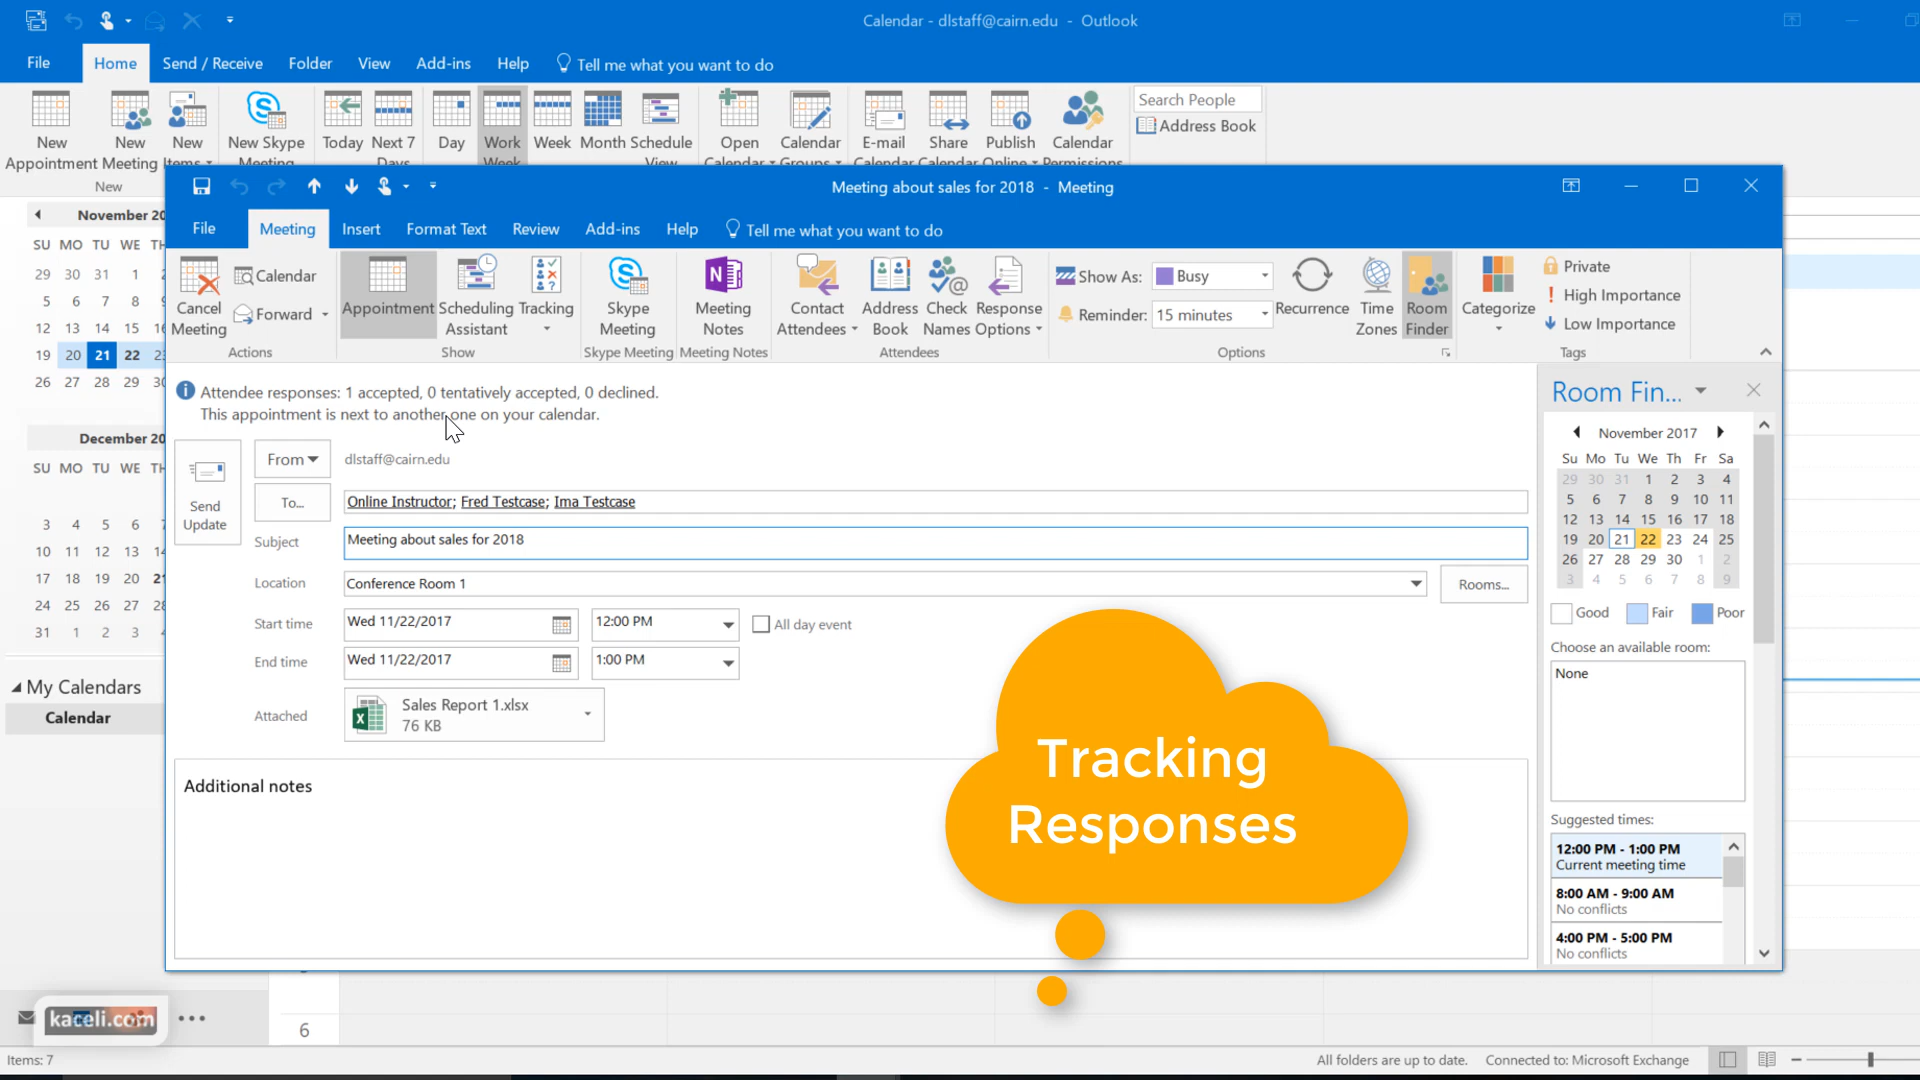 Calendar - dlstaff@cairn.edu - Outlook
File Home Send / Receive Folder View Add-ins Help Tell me what you want to do
New Appointment New Meeting New Items New Skype Meeting Today Next 7 Days Day Work Week Week Month Schedule View Open Calendar Calendar Groups E-mail Calendar Share Calendar Publish Online Calendar Permissions
Search People
Address Book
New
Meeting about sales for 2018 - Meeting
File Meeting Insert Format Text Review Add-ins Help Tell me what you want to do
Cancel Meeting
Calendar
Forward
Actions
Appointment
Scheduling Assistant
Tracking
Show
Skype Meeting
Skype Meeting
Meeting Notes
Meeting Notes
Contact Attendees
Address Book
Check Names
Response Options
Attendees
Show As: Busy
Reminder: 15 minutes
Recurrence
Time Zones
Room Finder
Options
Categorize
Private
High Importance
Low Importance
Tags
Attendee responses: 1 accepted, 0 tentatively accepted, 0 declined.
This appointment is next to another one on your calendar.
Send Update
From dlstaff@cairn.edu
To... Online Instructor; Fred Testcase; Ima Testcase
Subject Meeting about sales for 2018
Location Conference Room 1 Rooms...
Start time Wed 11/22/2017 12:00 PM All day event
End time Wed 11/22/2017 1:00 PM
Attached Sales Report 1.xlsx
76 KB
Additional notes
Tracking
Responses
Room Fin...
November 2017
Su Mo Tu We Th Fr Sa
29 30 31 1 2 3 4
5 6 7 8 9 10 11
12 13 14 15 16 17 18
19 20 21 22 23 24 25
26 27 28 29 30 1 2
3 4 5 6 7 8 9
Good Fair Poor
Choose an available room:
None
Suggested times:
12:00 PM - 1:00 PM
Current meeting time
8:00 AM - 9:00 AM
No conflicts
4:00 PM - 5:00 PM
No conflicts
November 20
SU MO TU WE TH
29 30 31 1 2
5 6 7 8 9
12 13 14 15 16
19 20 21 22 23
26 27 28 29 30
December 20
SU MO TU WE TH
3 4 5 6 7
10 11 12 13 14
17 18 19 20 21
24 25 26 27 28
31 1 2 3 4
My Calendars
Calendar
kaceli.com
6
Items: 7
All folders are up to date. Connected to: Microsoft Exchange